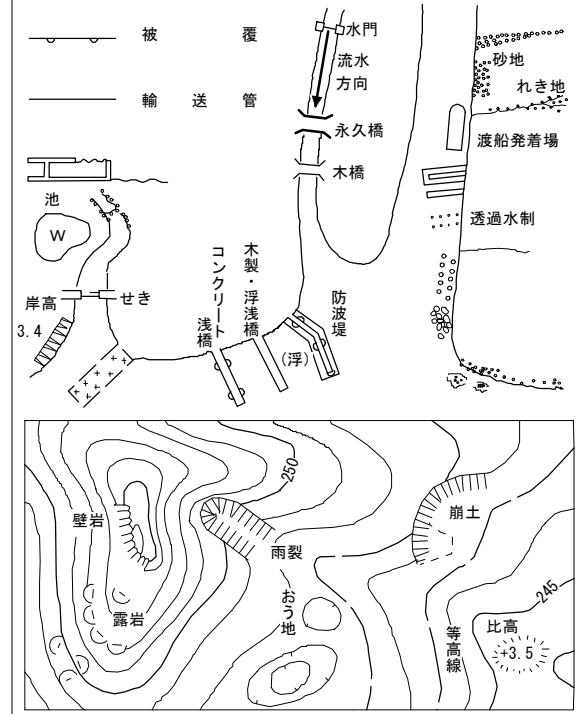 被覆
輸送管
水門
流水
方向
永久橋
木橋
砂地
れき地
渡船発着場
透過水制
池
W
岸高
3.4
せき
コンクリート
浅橋
木製・浮浅橋
防波堤
(浮)
250
壁岩
露岩
雨裂
おう地
崩土
等高線
245
比高
+3.5